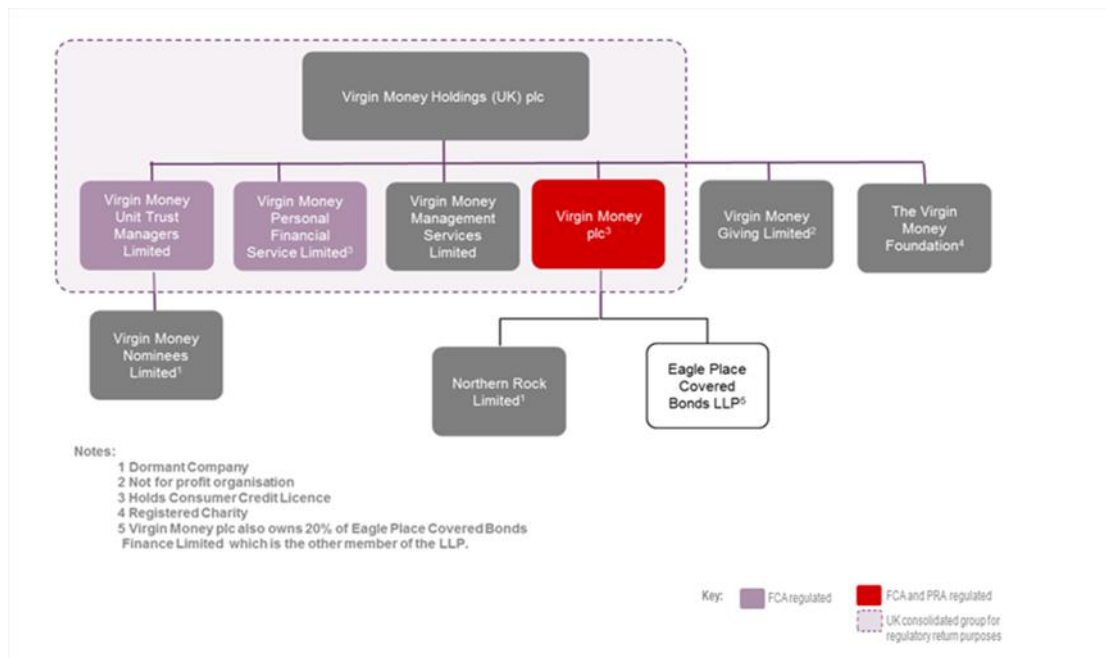 Virgin Money Holdings (UK) plc
Virgin Money
Unit Trust
Managers
Limited
Virgin Money
Personal
Financial
Service Limited³
Virgin Money
Management
Services
Limited
Virgin Money
plc³
Virgin Money
Giving Limited²
The Virgin
Money
Foundation⁴
Virgin Money
Nominees
Limited¹
Northern Rock
Limited¹
Eagle Place
Covered
Bonds LLP⁵
Notes:
1 Dormant Company
2 Not for profit organisation
3 Holds Consumer Credit Licence
4 Registered Charity
5 Virgin Money plc also owns 20% of Eagle Place Covered Bonds
Finance Limited which is the other member of the LLP.
Key:
FCA regulated
FCA and PRA regulated
UK consolidated group for
regulatory return purposes